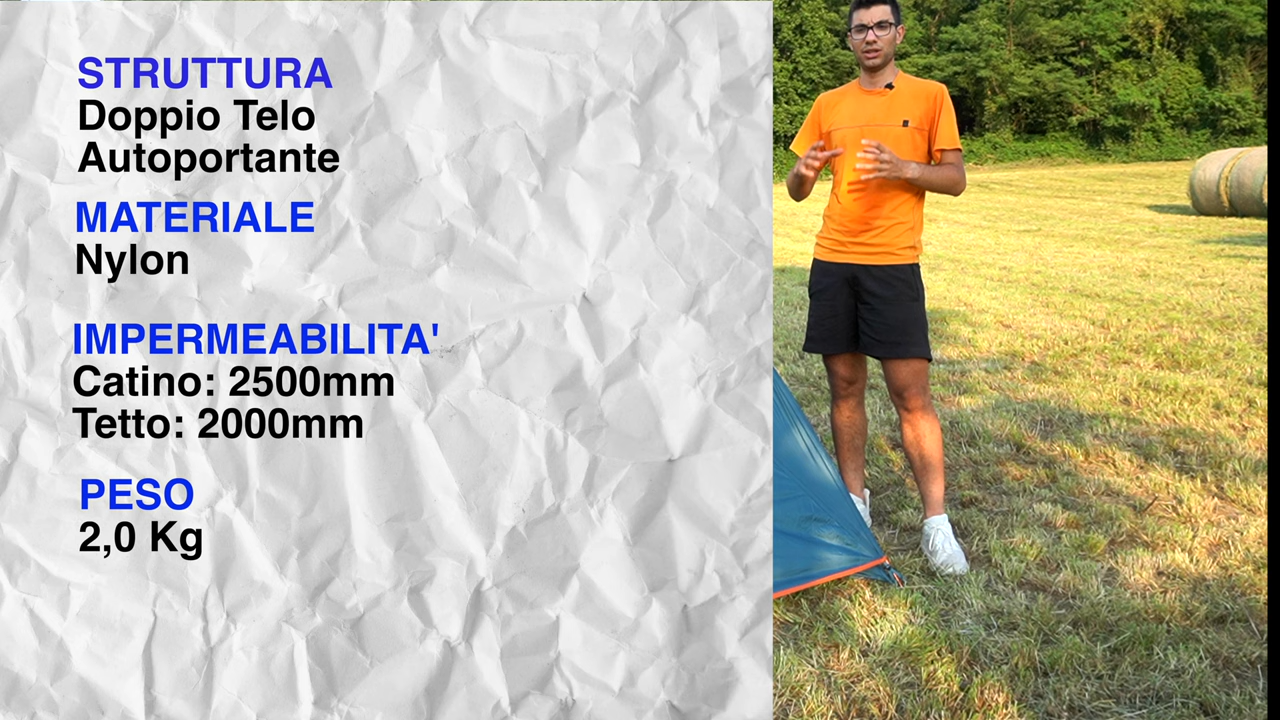 STRUTTURA
Doppio Telo
Autoportante
MATERIALE
Nylon
IMPERMEABILITA'
Catino: 2500mm
Tetto: 2000mm
PESO
2,0 Kg